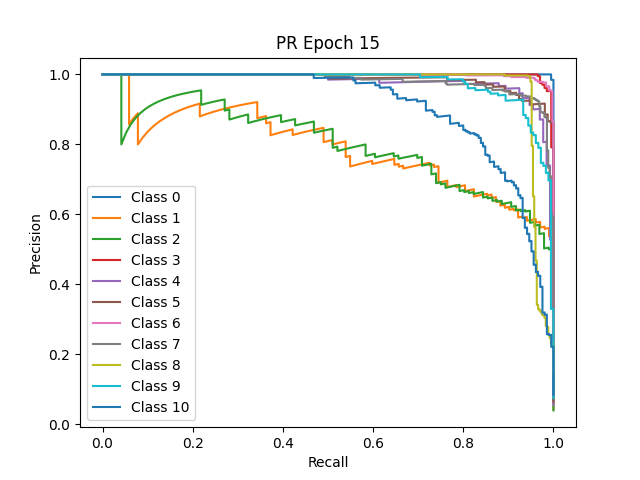 PR Epoch 15
Precision
1.0
0.8
0.6
0.4
0.2
0.0
Class 0
Class 1
Class 2
Class 3
Class 4
Class 5
Class 6
Class 7
Class 8
Class 9
Class 10
0.0 0.2 0.4 0.6 0.8 1.0
Recall